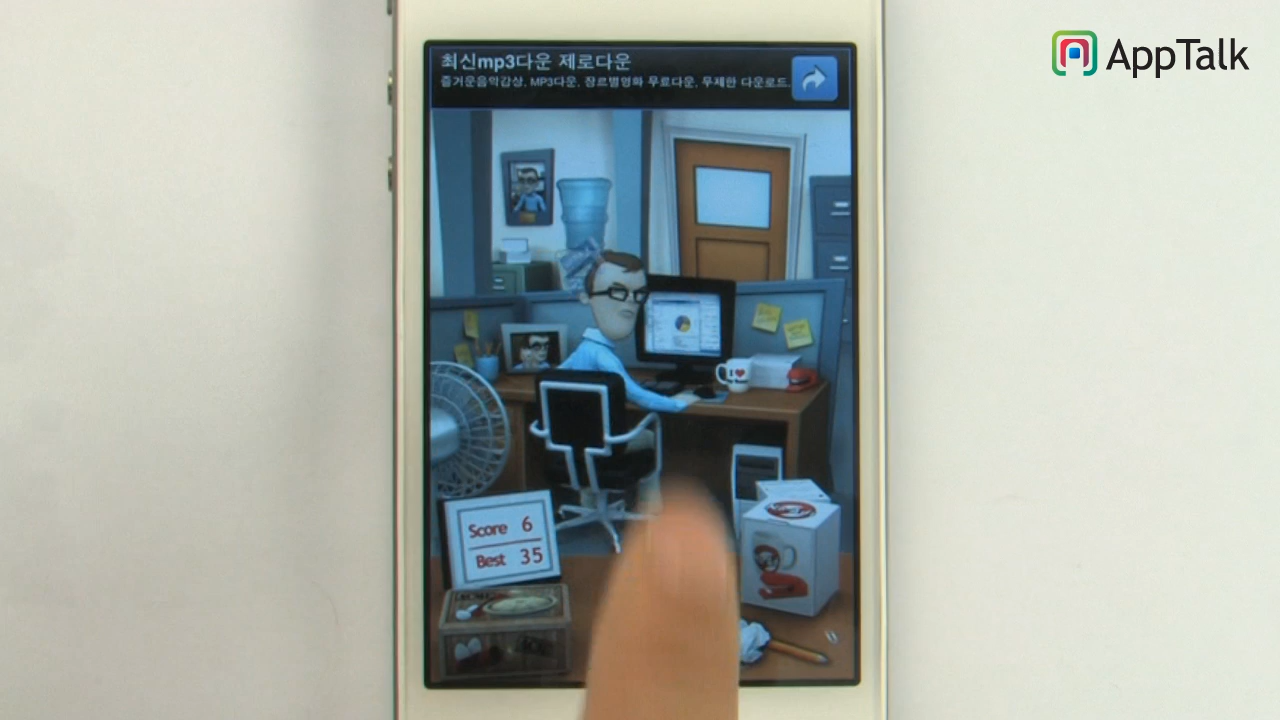 최신mp3다운 제로다운
즐거운음악감상, MP3다운, 장르별영화 무료다운, 무제한 다운로드
AppTalk
I ♥
Score 6
Best 35